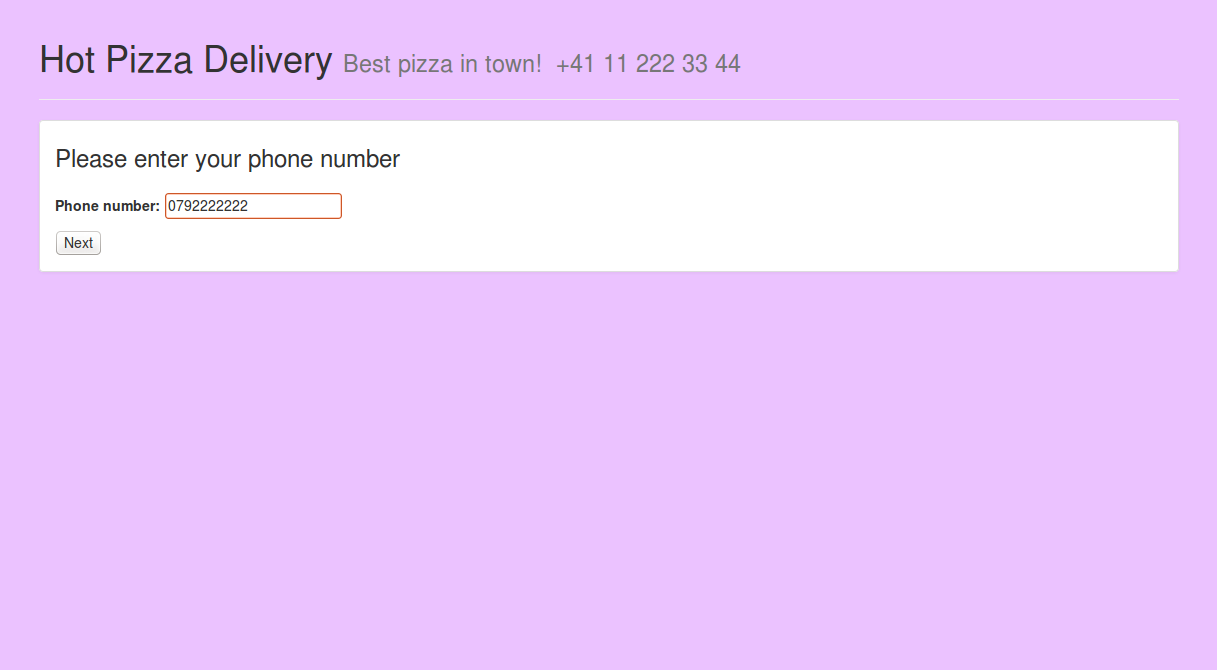 Hot Pizza Delivery Best pizza in town! +41 11 222 33 44
Please enter your phone number
Phone number: 0792222222
Next